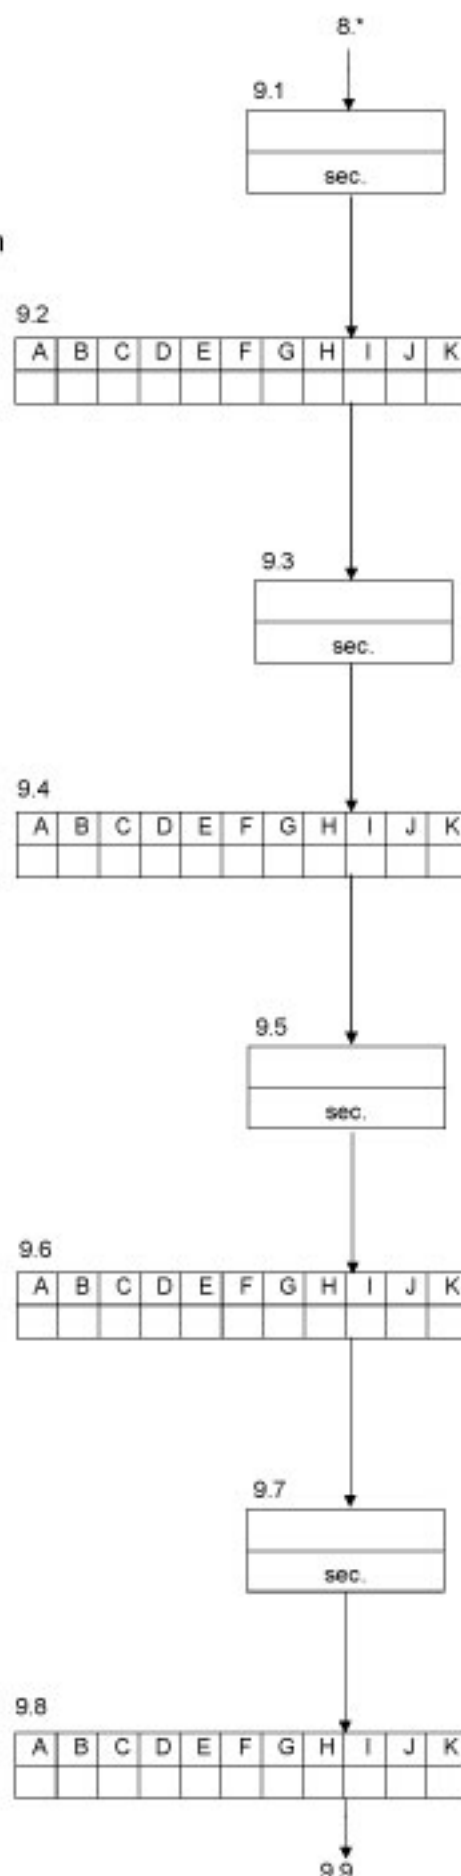 8.*
9.1
sec.
9.2
A B C D E F G H I J K
9.3
sec.
9.4
A B C D E F G H I J K
9.5
sec.
9.6
A B C D E F G H I J K
9.7
sec.
9.8
A B C D E F G H I J K
9.9